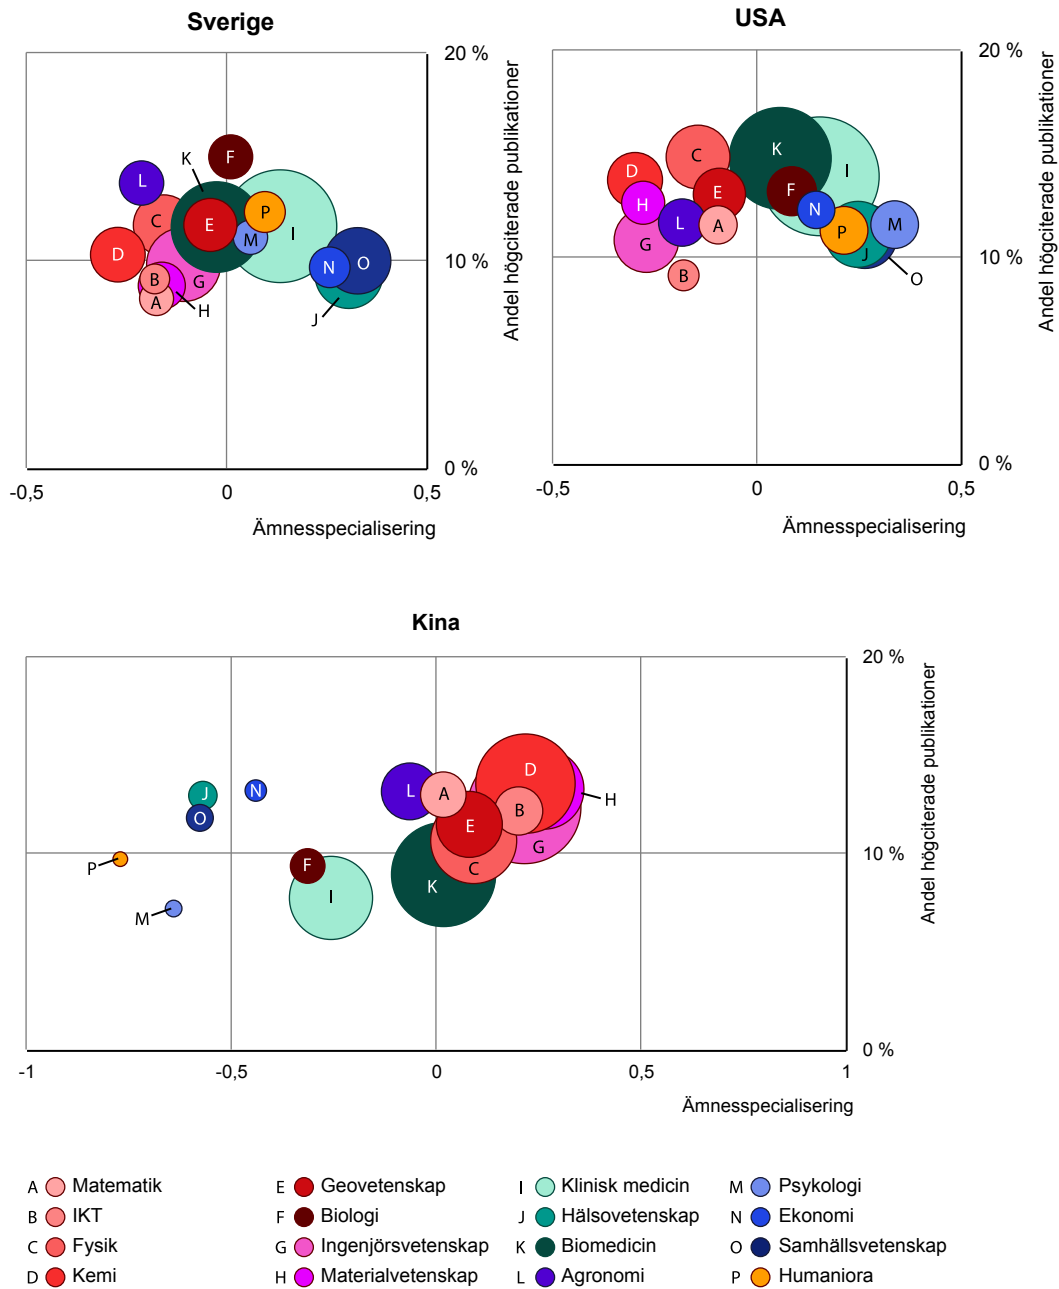 Sverige
20 %
10 %
0 %
-0,5
0
0,5
Ämnesspecialisering
Andel högciterade publikationer
K
F
L
C
E
P
M
I
D
B
A
G
H
N
O
J
USA
20 %
10 %
0 %
-0,5
0
0,5
Ämnesspecialisering
Andel högciterade publikationer
D
C
K
I
H
E
F
L
A
N
G
P
M
J
B
O
Kina
20 %
10 %
0 %
-1
-0,5
0
0,5
1
Ämnesspecialisering
Andel högciterade publikationer
J
N
O
P
M
F
I
L
A
D
B
H
E
G
C
K
A Matematik
B IKT
C Fysik
D Kemi
E Geovetenskap
F Biologi
G Ingenjörsvetenskap
H Materialvetenskap
I Klinisk medicin
J Hälsovetenskap
K Biomedicin
L Agronomi
M Psykologi
N Ekonomi
O Samhällsvetenskap
P Humaniora